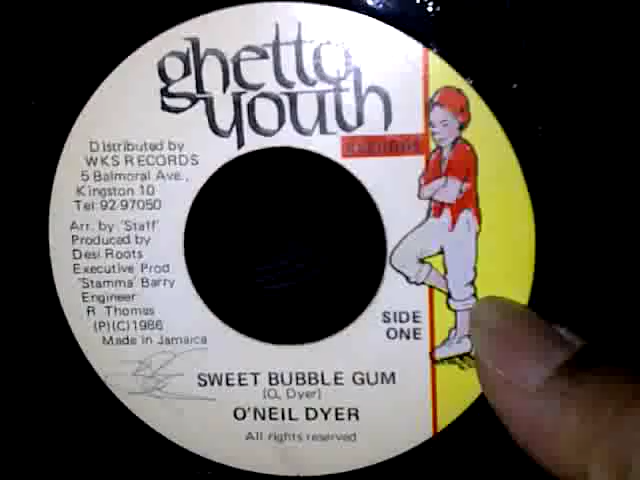 ghetto
youth
RECORDS
Distributed by
WKS RECORDS
5 Balmoral Ave.,
Kingston 10
Tel: 92-97050
Arr. by 'Staff'
Produced by
Desi Roots
Executive Prod
'Stamma' Barry
Engineer
R Thomas
(P)(C)1986
Made in Jamaica
SIDE
ONE
SWEET BUBBLE GUM
(O. Dyer)
O'NEIL DYER
All rights reserved